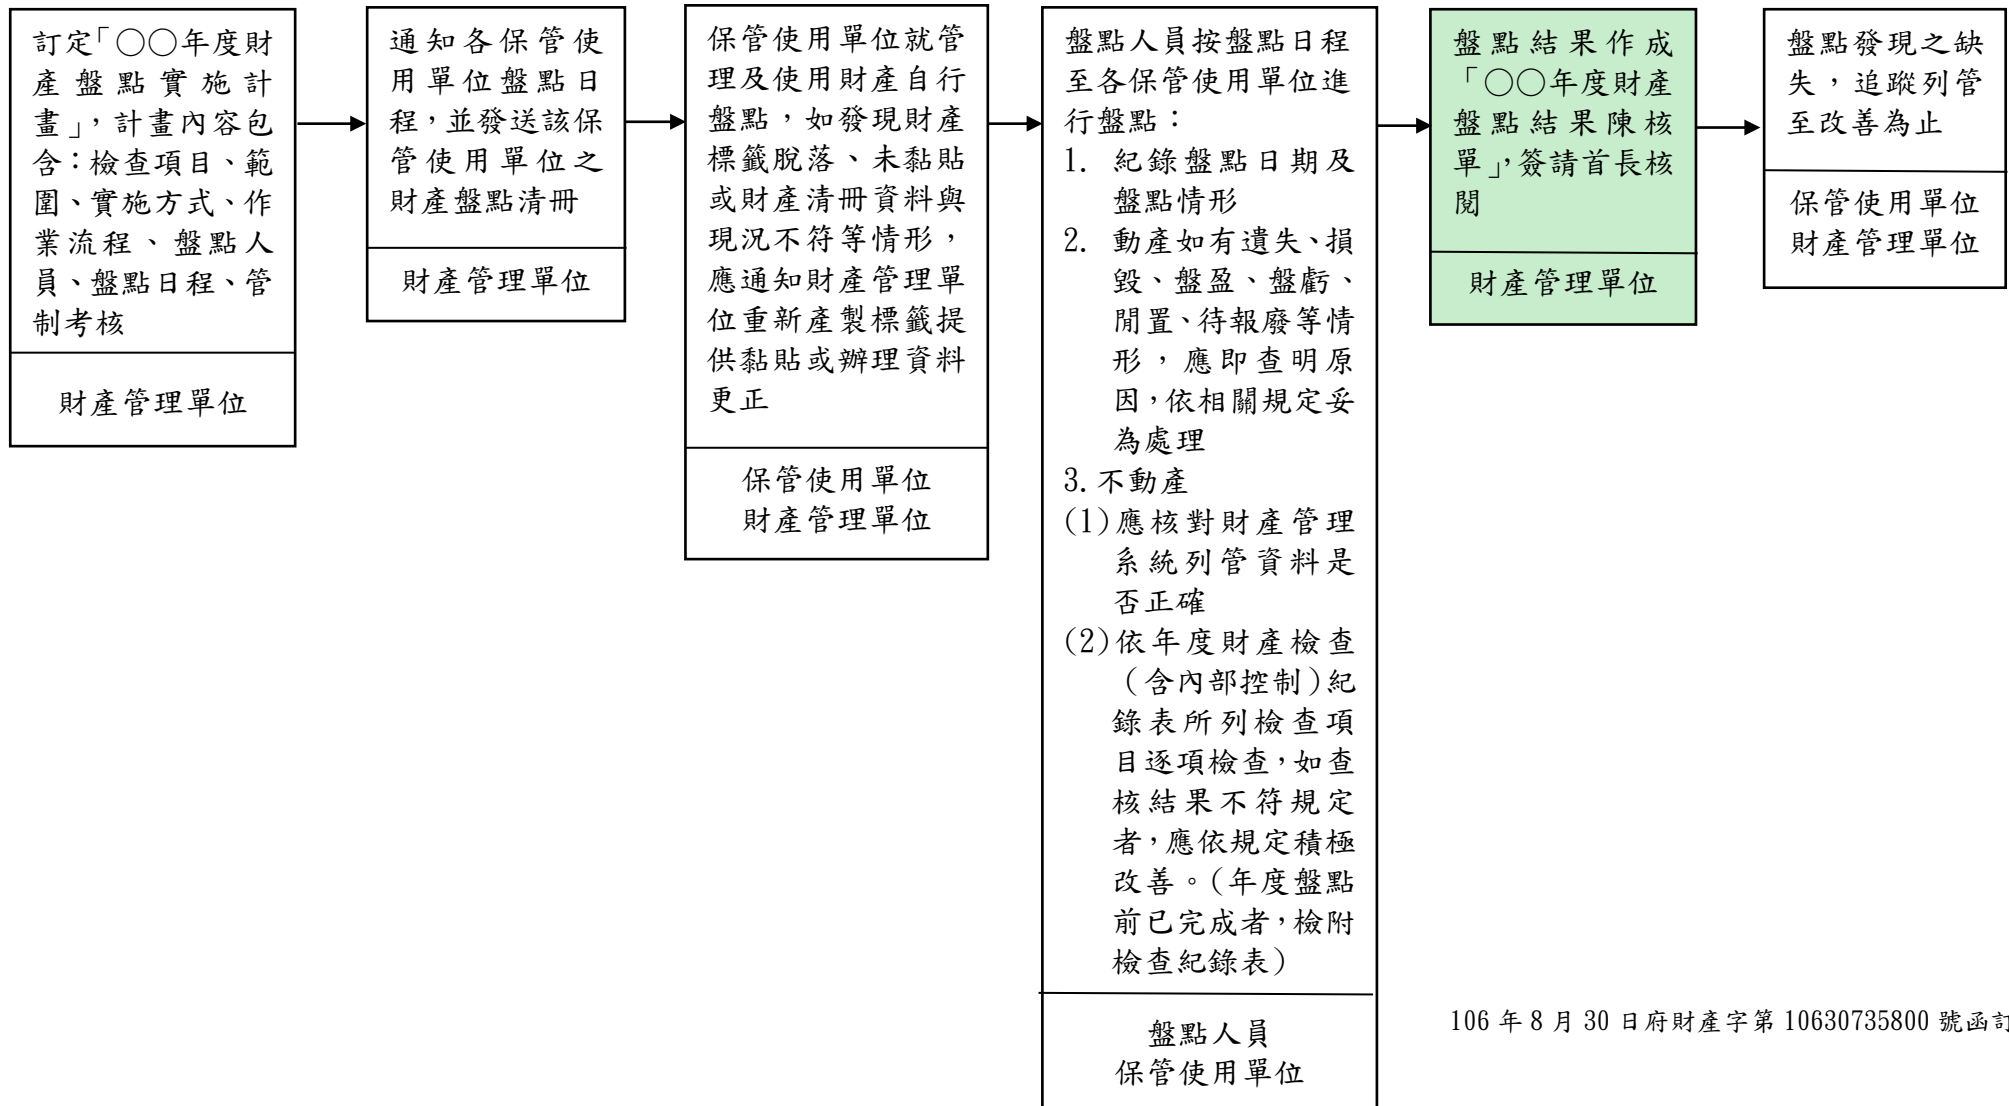 訂定「○○年度財
產盤點實施計
畫」，計畫內容包
含：檢查項目、範
圍、實施方式、作
業流程、盤點人
員、盤點日程、管
制考核
財產管理單位
通知各保管使
用單位盤點日
程，並發送該保
管使用單位之
財產盤點清冊
財產管理單位
保管使用單位就管
理及使用財產自行
盤點，如發現財產
標籤脫落、未黏貼
或財產清冊資料與
現況不符等情形，
應通知財產管理單
位重新產製標籤提
供黏貼或辦理資料
更正
保管使用單位
財產管理單位
盤點人員按盤點日程
至各保管使用單位進
行盤點：
1. 紀錄盤點日期及
盤點情形
2. 動產如有遺失、損
毀、盤盈、盤虧、
閒置、待報廢等情
形，應即查明原
因，依相關規定妥
為處理
3.不動產
(1)應核對財產管理
系統列管資料是
否正確
(2)依年度財產檢查
（含內部控制）紀
錄表所列檢查項
目逐項檢查，如查
核結果不符規定
者，應依規定積極
改善。（年度盤點
前已完成者，檢附
檢查紀錄表）
盤點人員
保管使用單位
盤點結果作成
「○○年度財產
盤點結果陳核
單」，簽請首長核
閱
財產管理單位
盤點發現之缺
失，追蹤列管
至改善為止
保管使用單位
財產管理單位
106 年 8 月 30 日府財產字第 10630735800 號函訂